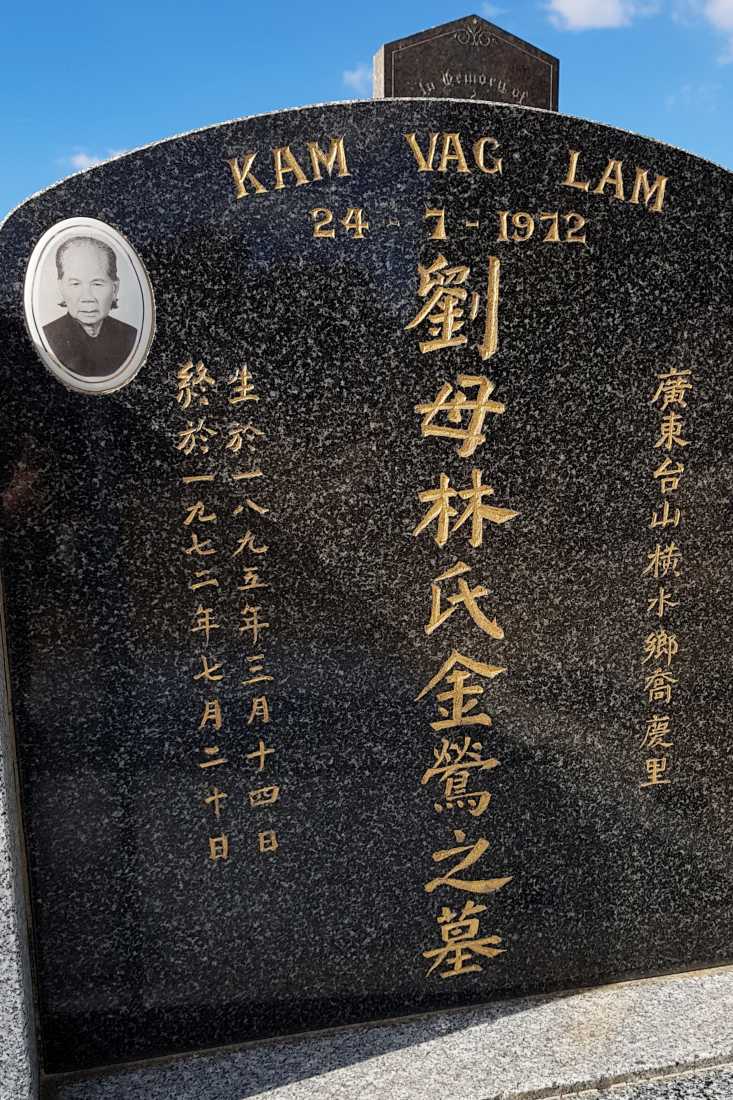 In Memory of
KAM VAG LAM
24 - 7 - 1972
廣東台山橫水鄉喬慶里
劉母林氏金鶯之墓
生於一八九五年三月十四日
終於一九七二年七月二十日